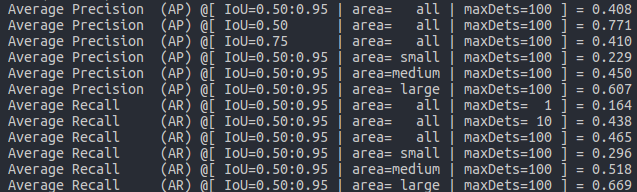 Average Precision  (AP) @[ IoU=0.50:0.95 | area=   all | maxDets=100 ] = 0.408
Average Precision  (AP) @[ IoU=0.50      | area=   all | maxDets=100 ] = 0.771
Average Precision  (AP) @[ IoU=0.75      | area=   all | maxDets=100 ] = 0.410
Average Precision  (AP) @[ IoU=0.50:0.95 | area= small | maxDets=100 ] = 0.229
Average Precision  (AP) @[ IoU=0.50:0.95 | area=medium | maxDets=100 ] = 0.450
Average Precision  (AP) @[ IoU=0.50:0.95 | area= large | maxDets=100 ] = 0.607
Average Recall     (AR) @[ IoU=0.50:0.95 | area=   all | maxDets=  1 ] = 0.164
Average Recall     (AR) @[ IoU=0.50:0.95 | area=   all | maxDets= 10 ] = 0.438
Average Recall     (AR) @[ IoU=0.50:0.95 | area=   all | maxDets=100 ] = 0.465
Average Recall     (AR) @[ IoU=0.50:0.95 | area= small | maxDets=100 ] = 0.296
Average Recall     (AR) @[ IoU=0.50:0.95 | area=medium | maxDets=100 ] = 0.518
Average Recall     (AR) @[ IoU=0.50:0.95 | area= large | maxDets=100 ] = 0.660